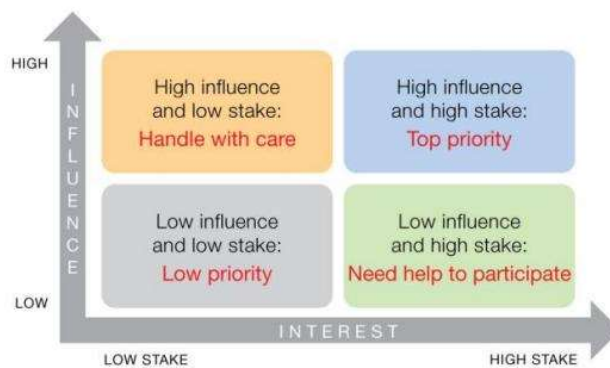 HIGH
INFLUENCE
High influence
and low stake:
Handle with care
High influence
and high stake:
Top priority
Low influence
and low stake:
Low priority
Low influence
and high stake:
Need help to participate
LOW
INTEREST
LOW STAKE
HIGH STAKE